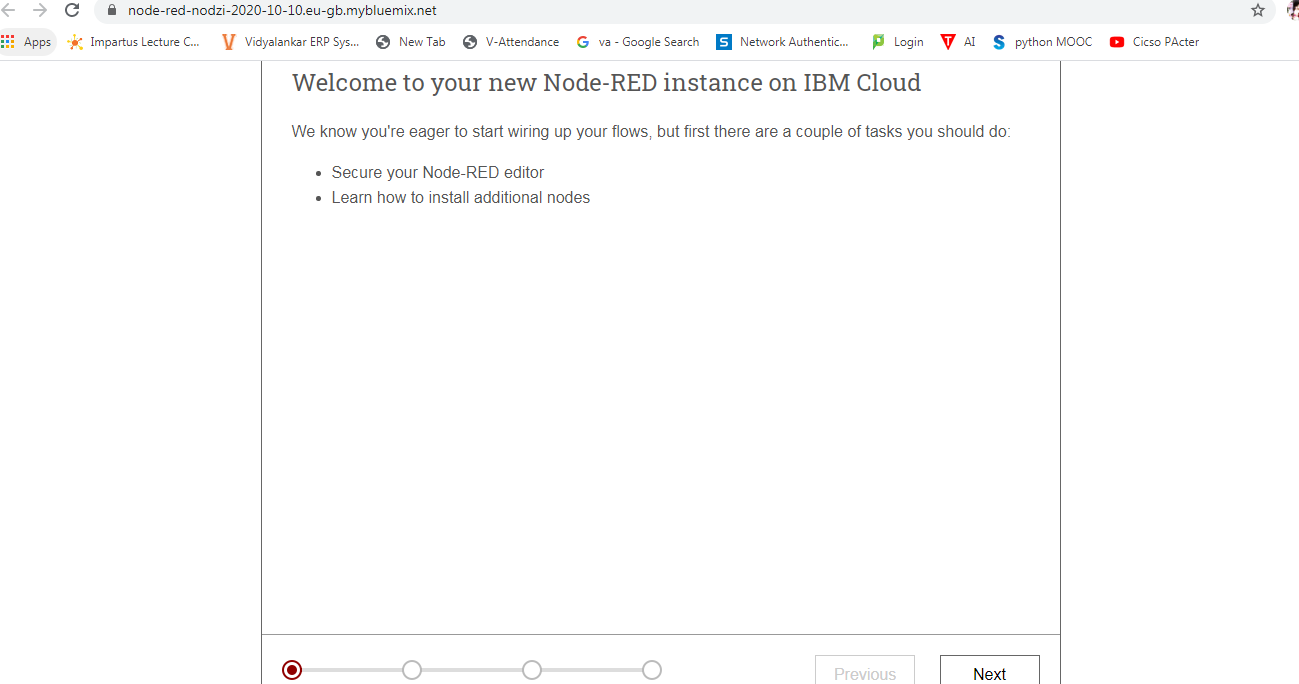 node-red-nodzi-2020-10-10.eu-gb.mybluemix.net
Apps Impartus Lecture C... Vidyalankar ERP Sys... New Tab V-Attendance va - Google Search Network Authentic... Login AI python MOOC Cicso PActer
Welcome to your new Node-RED instance on IBM Cloud
We know you're eager to start wiring up your flows, but first there are a couple of tasks you should do:
• Secure your Node-RED editor
• Learn how to install additional nodes
Previous Next